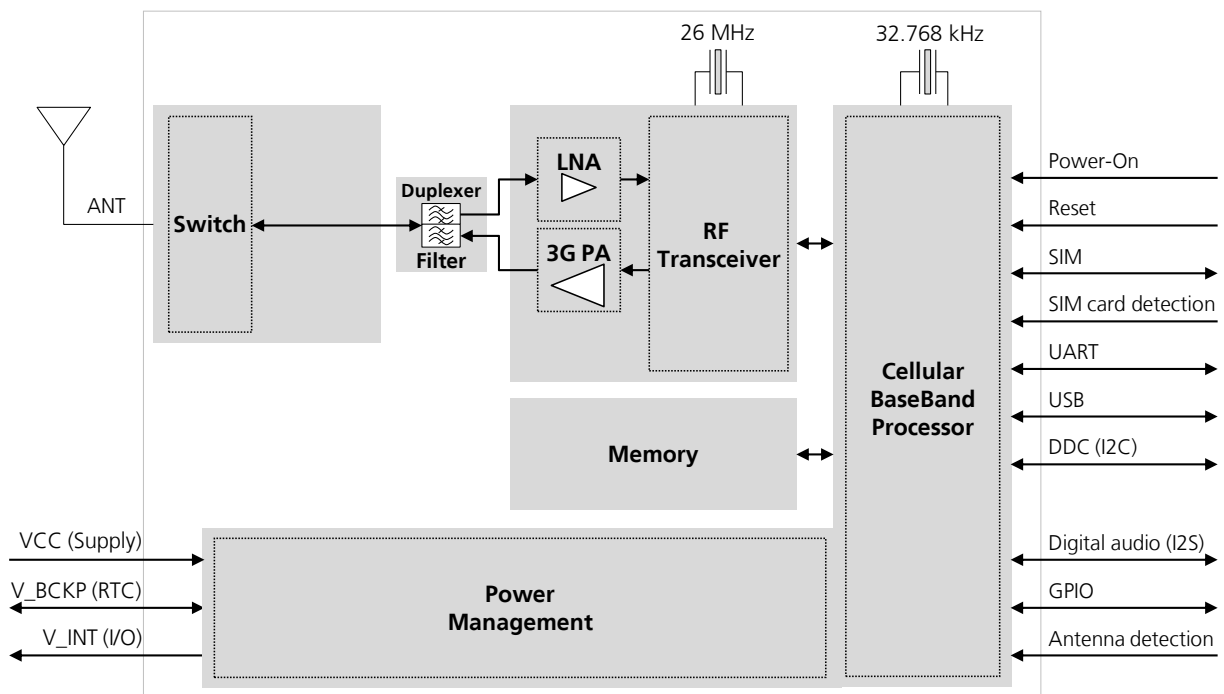 26 MHz
32.768 kHz
ANT
Switch
Duplexer
Filter
LNA
3G PA
RF
Transceiver
Memory
Cellular
BaseBand
Processor
Power-On
Reset
SIM
SIM card detection
UART
USB
DDC (I2C)
Digital audio (I2S)
GPIO
Antenna detection
VCC (Supply)
V_BCKP (RTC)
V_INT (I/O)
Power
Management